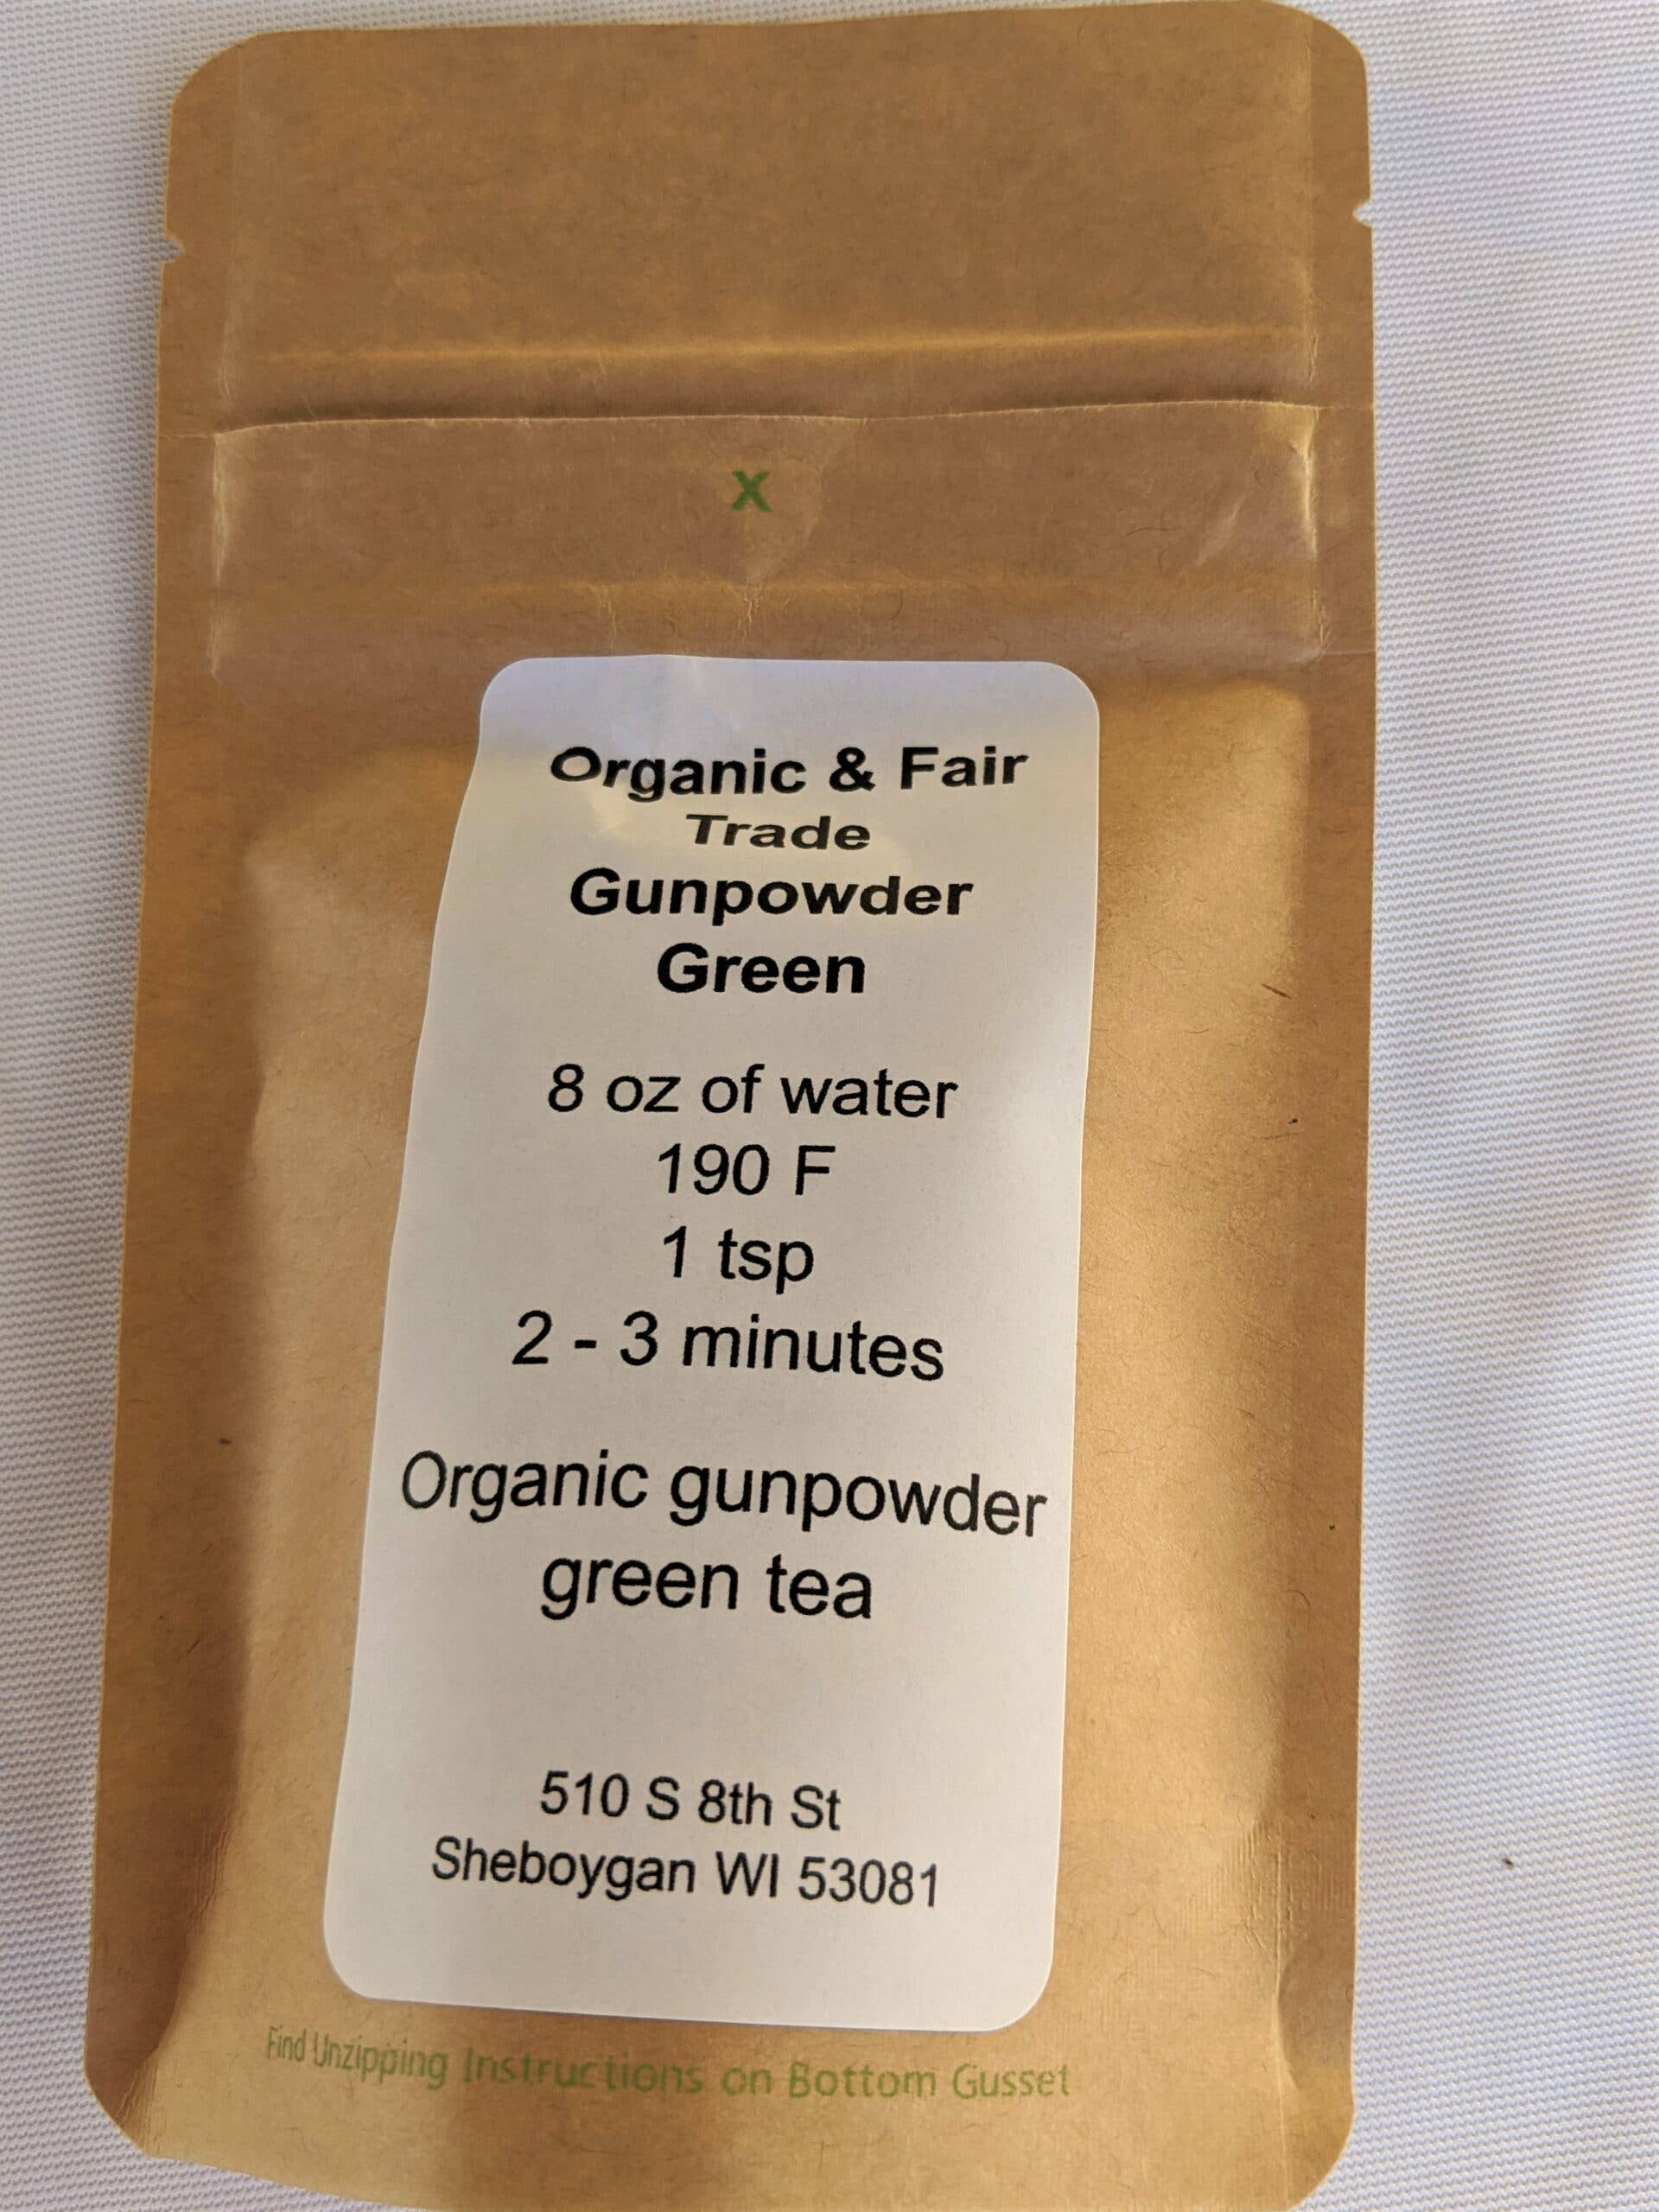 X
Organic & Fair
Trade
Gunpowder
Green
8 oz of water
190 F
1 tsp
2 - 3 minutes
Organic gunpowder
green tea
510 S 8th St
Sheboygan WI 53081
Find Unzipping Instructions on Bottom Gusset